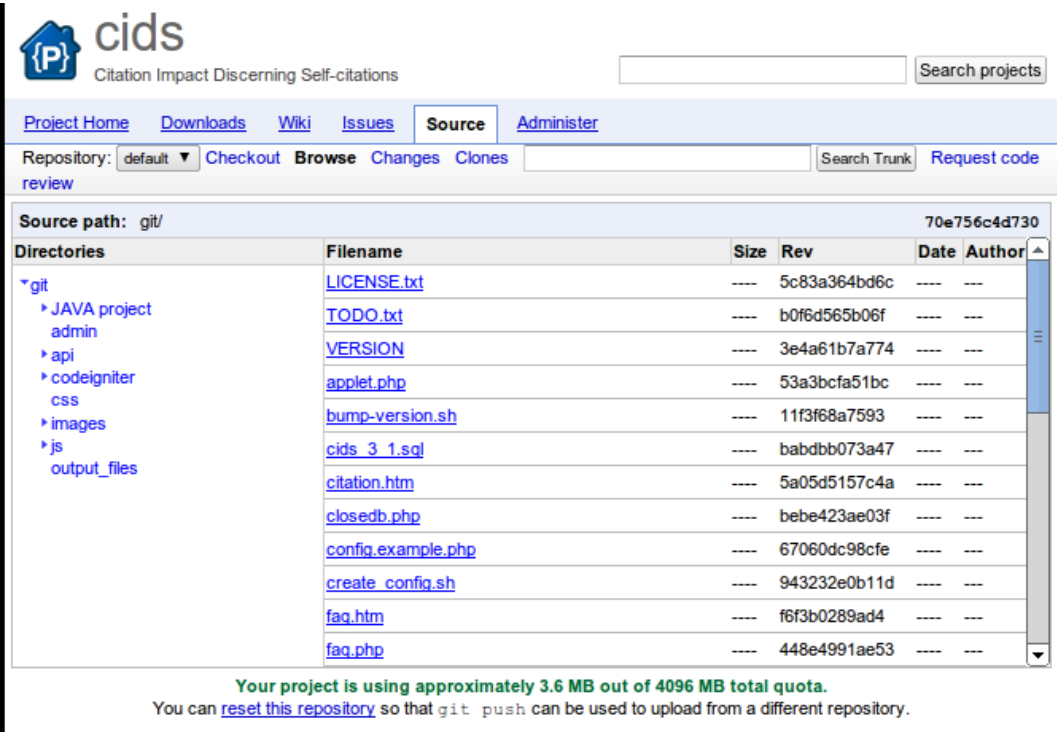 {P}
cids
Citation Impact Discerning Self-citations
Search projects
Project Home Downloads Wiki Issues Source Administer
Repository: default ▼ Checkout Browse Changes Clones Search Trunk Request code
review
Source path: git/ 70e756c4d730
Directories Filename Size Rev Date Author
git LICENSE.txt ---- 5c83a364bd6c ---- ---
JAVA project TODO.txt ---- b0f6d565b06f ---- ---
admin VERSION ---- 3e4a61b7a774 ---- ---
api applet.php ---- 53a3bcfa51bc ---- ---
codeigniter bump-version.sh ---- 11f3f68a7593 ---- ---
css cids_3_1.sql ---- babdbb073a47 ---- ---
images citation.htm ---- 5a05d5157c4a ---- ---
js closedb.php ---- bebe423ae03f ---- ---
output_files config.example.php ---- 67060dc98cfe ---- ---
create_config.sh ---- 943232e0b11d ---- ---
faq.htm ---- f6f3b0289ad4 ---- ---
faq.php ---- 448e4991ae53 ---- ---
Your project is using approximately 3.6 MB out of 4096 MB total quota.
You can reset this repository so that git push can be used to upload from a different repository.